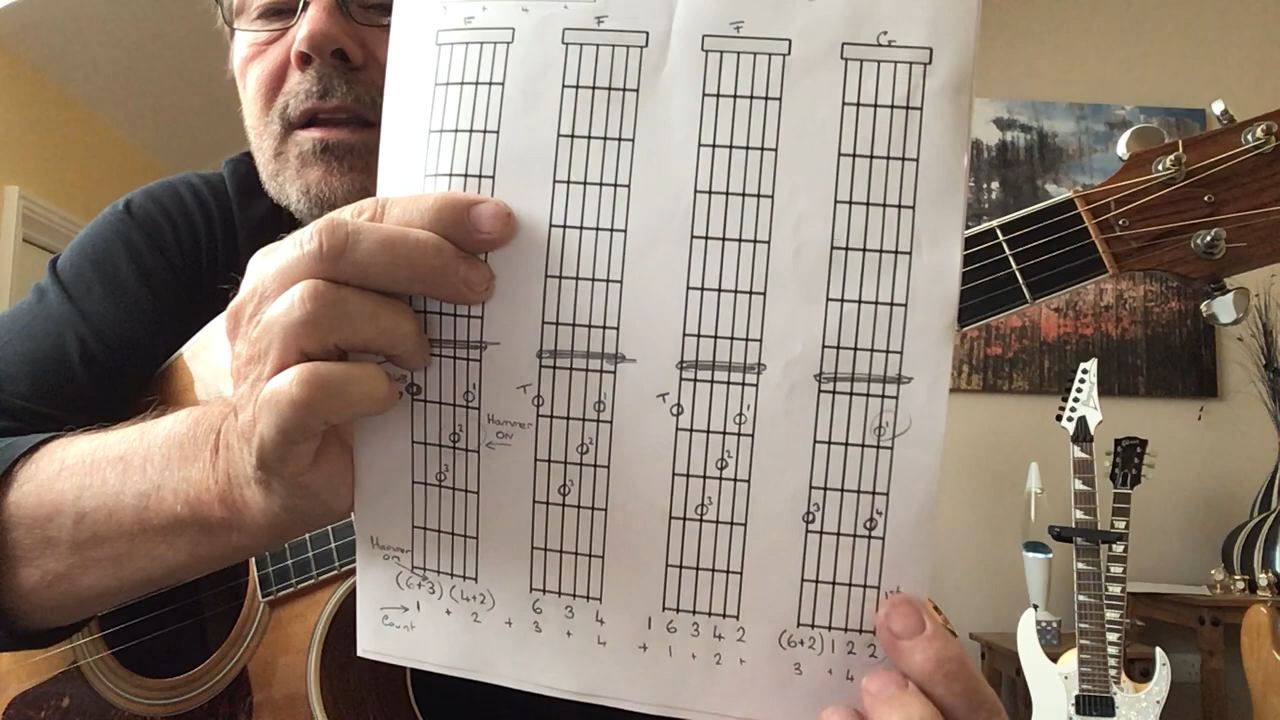 3 + 4 +
F F F G
T T
1 1 1 1
2 2 2
Hammer
ON
3 3 3
3 4
Hammer
on
(6+3) (4+2) 6 3 4 1 6 3 4 2 (6+2) 1 2 2
→ 1 + 2 + 3 + 4 + 1 + 2 + 3 + 4
Count